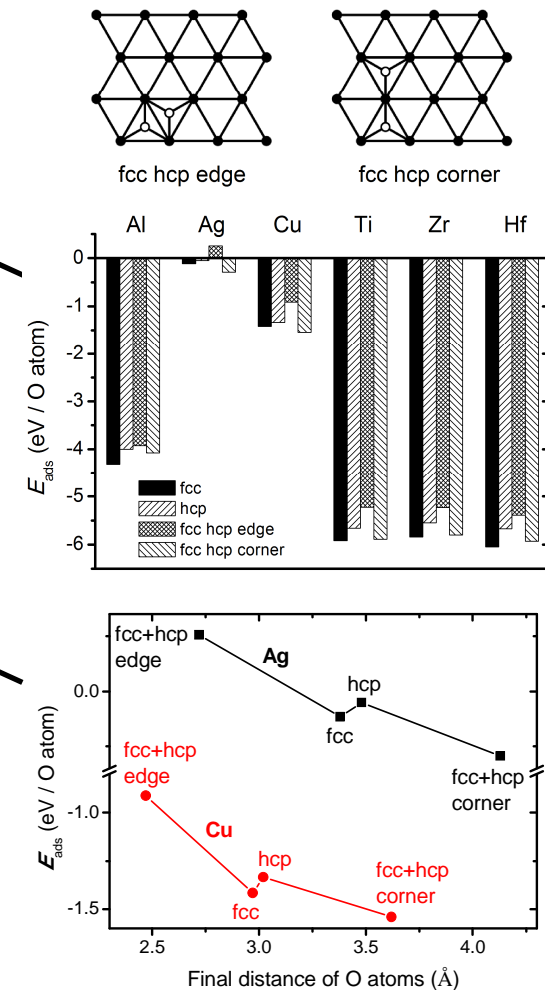 fcc hcp edge
fcc hcp corner
Al Ag Cu Ti Zr Hf
0
-1
-2
-3
-4
-5
-6
E_ads (eV / O atom)
fcc
hcp
fcc hcp edge
fcc hcp corner
fcc+hcp
edge
Ag
hcp
fcc
fcc+hcp
corner
0.0
fcc+hcp
edge
Cu
hcp
fcc
fcc+hcp
corner
-1.0
-1.5
E_ads (eV / O atom)
2.5 3.0 3.5 4.0
Final distance of O atoms (Å)